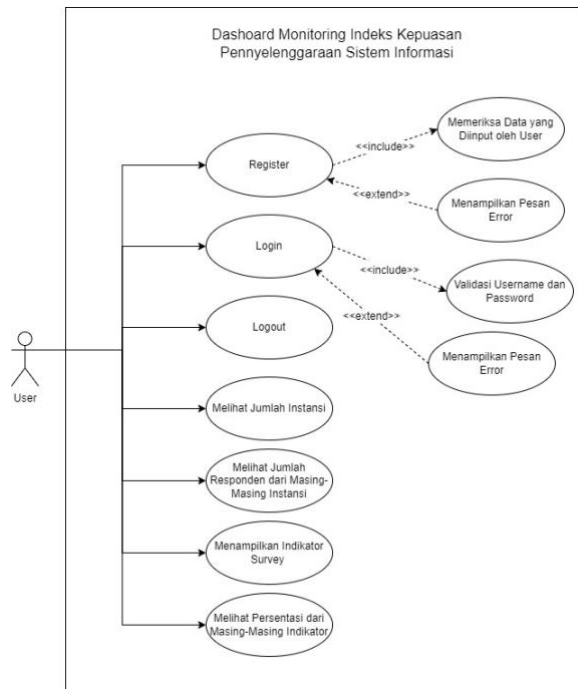 Dashoard Monitoring Indeks Kepuasan
Pennyelenggaraan Sistem Informasi
Memeriksa Data yang
Diinput oleh User
<<include>>
Register
<<extend>>
Menampilkan Pesan
Error
Login
<<include>>
Validasi Username dan
Password
<<extend>>
Logout
Menampilkan Pesan
Error
User
Melihat Jumlah Instansi
Melihat Jumlah
Responden dari Masing-
Masing Instansi
Menampilkan Indikator
Survey
Melihat Persentasi dari
Masing-Masing Indikator